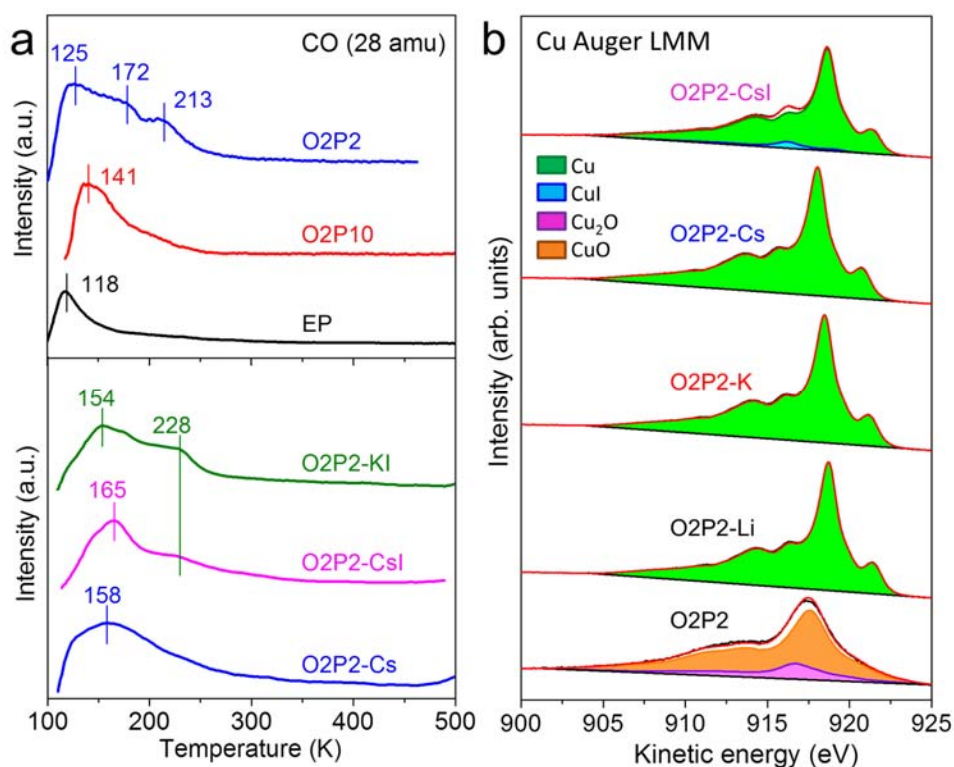 a
CO (28 amu)
125
172
213
O2P2
141
O2P10
118
EP
Intensity (a.u.)
154
228
O2P2-KI
165
O2P2-CsI
158
O2P2-Cs
Intensity (a.u.)
100 200 300 400 500
Temperature (K)
b
Cu Auger LMM
O2P2-CsI
Cu
CuI
Cu₂O
CuO
O2P2-Cs
O2P2-K
O2P2-Li
O2P2
Intensity (arb. units)
900 905 910 915 920 925
Kinetic energy (eV)